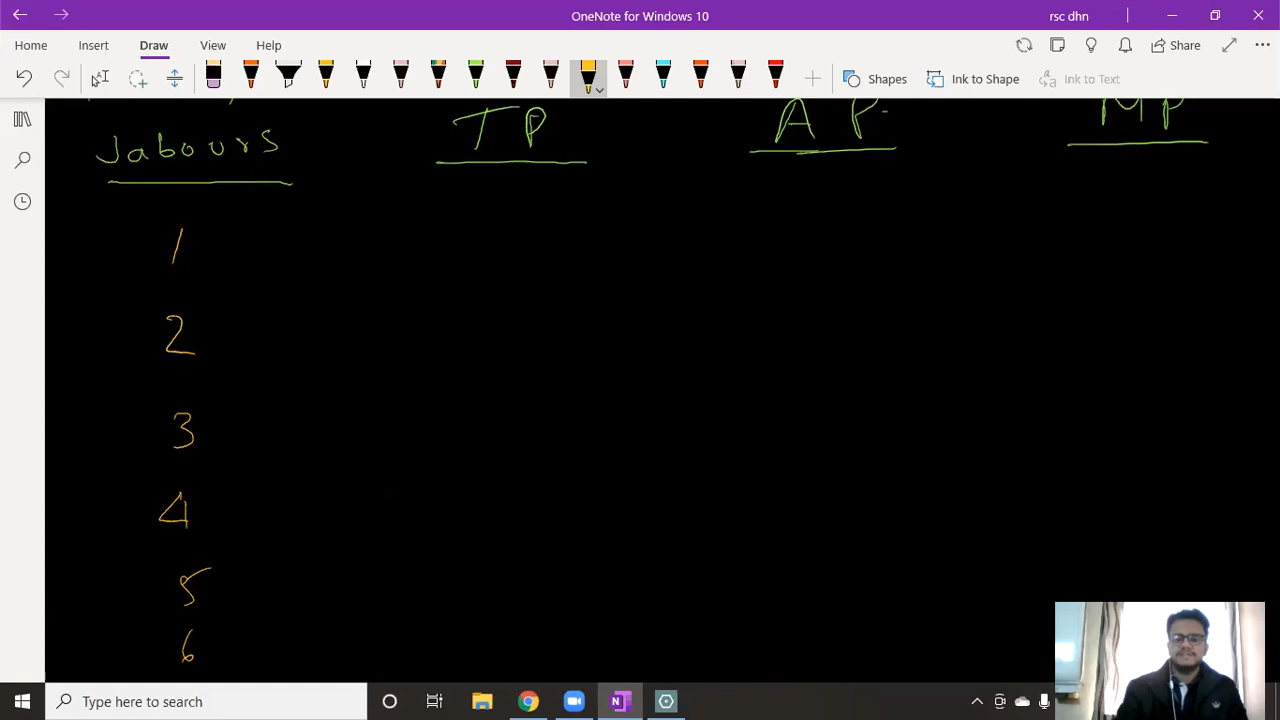 OneNote for Windows 10
rsc dhn
Home Insert Draw View Help
Share
Shapes
Ink to Shape
Ink to Text
Labours TP AP MP
1
2
3
4
5
6
Type here to search